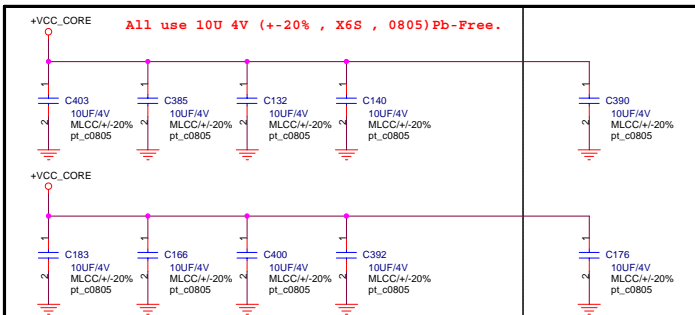 +VCC_CORE
All use 10U 4V (+-20% , X6S , 0805)Pb-Free.
1 C403 10UF/4V MLCC/+/-20% pt_c0805 2
1 C385 10UF/4V MLCC/+/-20% pt_c0805 2
1 C132 10UF/4V MLCC/+/-20% pt_c0805 2
1 C140 10UF/4V MLCC/+/-20% pt_c0805 2
1 C390 10UF/4V MLCC/+/-20% pt_c0805 2
+VCC_CORE
1 C183 10UF/4V MLCC/+/-20% pt_c0805 2
1 C166 10UF/4V MLCC/+/-20% pt_c0805 2
1 C400 10UF/4V MLCC/+/-20% pt_c0805 2
1 C392 10UF/4V MLCC/+/-20% pt_c0805 2
1 C176 10UF/4V MLCC/+/-20% pt_c0805 2